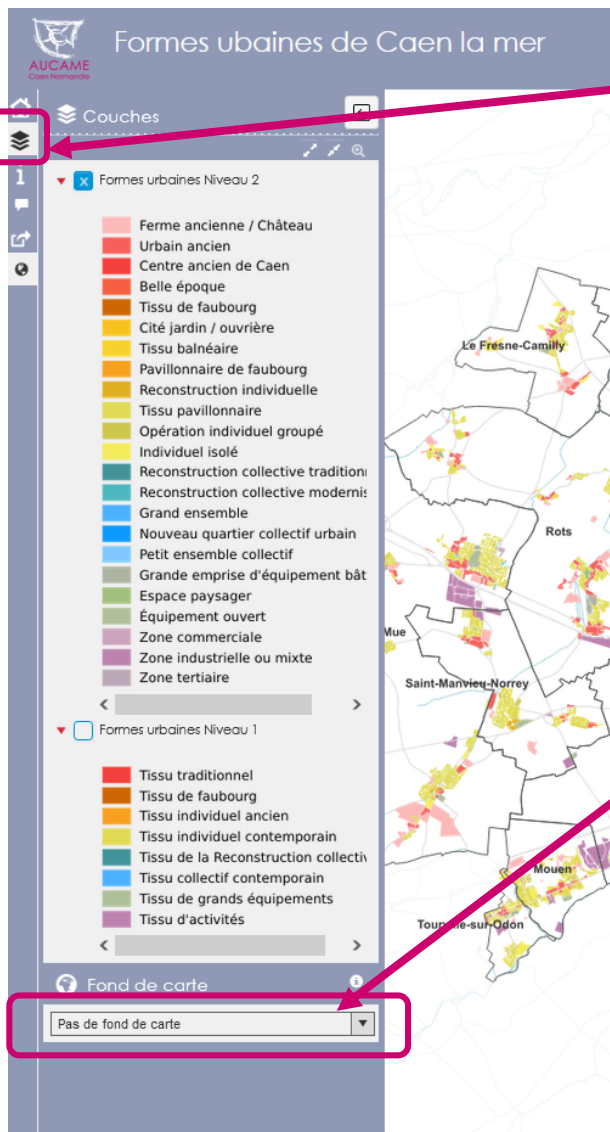 AUCAME
Caen Normandie
Formes ubaines de Caen la mer
Couches
Formes urbaines Niveau 2
Ferme ancienne / Château
Urbain ancien
Centre ancien de Caen
Belle époque
Tissu de faubourg
Cité jardin / ouvrière
Tissu balnéaire
Pavillonnaire de faubourg
Reconstruction individuelle
Tissu pavillonnaire
Opération individuel groupé
Individuel isolé
Reconstruction collective tradition
Reconstruction collective modernis
Grand ensemble
Nouveau quartier collectif urbain
Petit ensemble collectif
Grande emprise d'équipement bât
Espace paysager
Équipement ouvert
Zone commerciale
Zone industrielle ou mixte
Zone tertiaire
Formes urbaines Niveau 1
Tissu traditionnel
Tissu de faubourg
Tissu individuel ancien
Tissu individuel contemporain
Tissu de la Reconstruction collectiv
Tissu collectif contemporain
Tissu de grands équipements
Tissu d'activités
Fond de carte
Pas de fond de carte
Le Fresne-Camilly
Rots
Mue
Saint-Manvieu-Norrey
Mouen